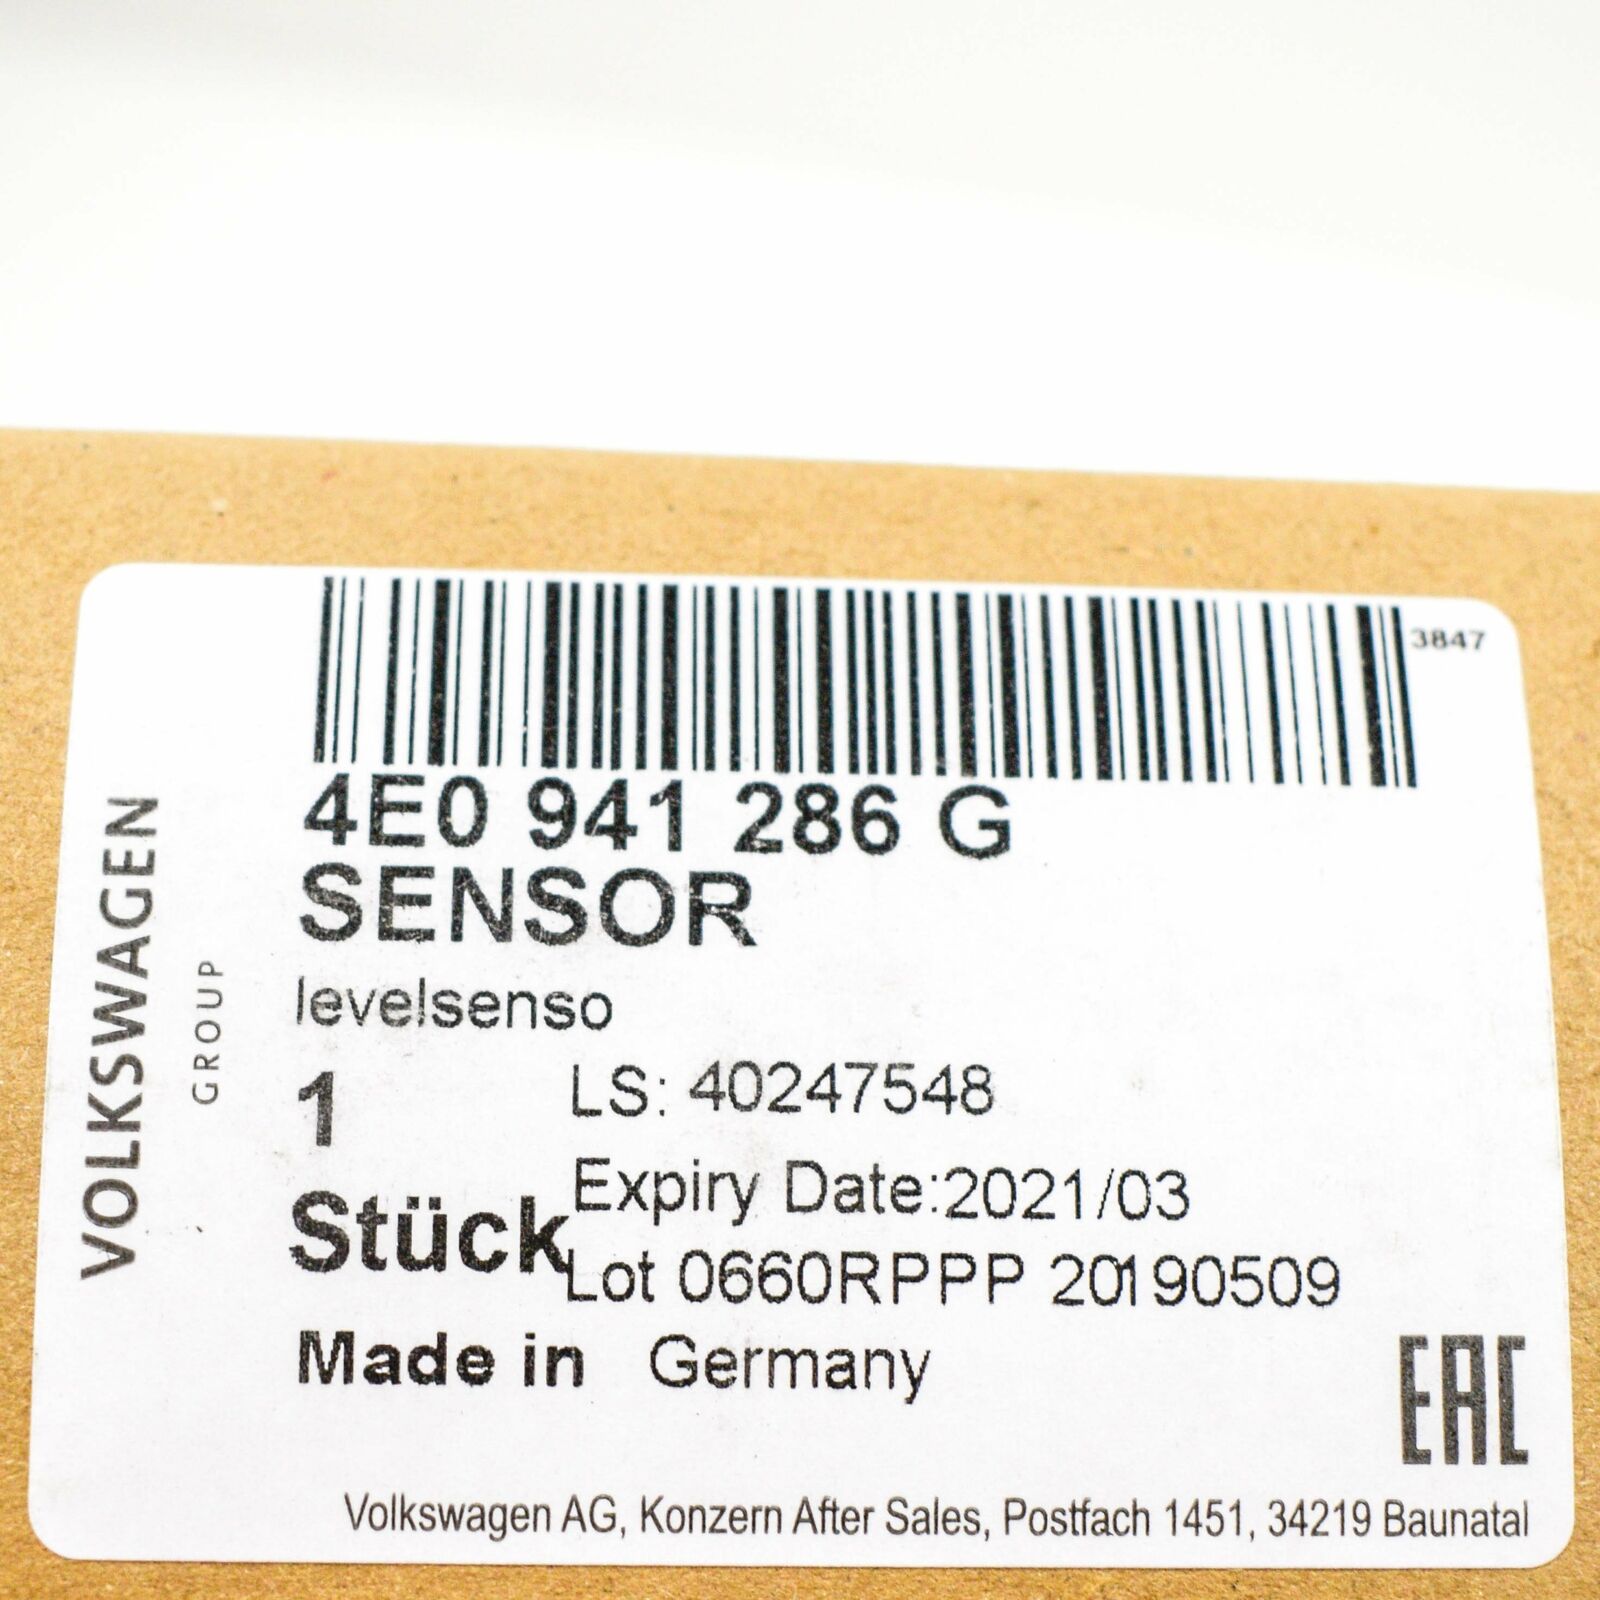 3847
4E0 941 286 G
SENSOR
levelsenso
1
LS: 40247548
Expiry Date:2021/03
Stück
Lot 0660RPPP 20190509
Made in Germany
EAC
Volkswagen AG, Konzern After Sales, Postfach 1451, 34219 Baunatal
VOLKSWAGEN
GROUP